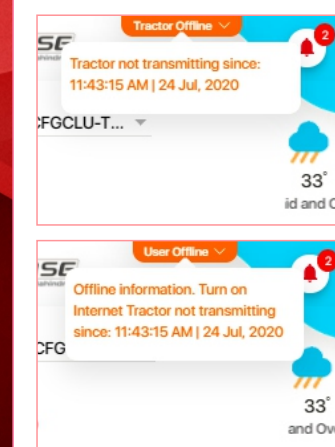 Tractor Offline
SE
2
Tractor not transmitting since:
11:43:15 AM | 24 Jul, 2020
CFGCLU-T...
33°
id and O
User Offline
SE
2
Offline information. Turn on
Internet Tractor not transmitting
since: 11:43:15 AM | 24 Jul, 2020
CFG
33°
and Ov